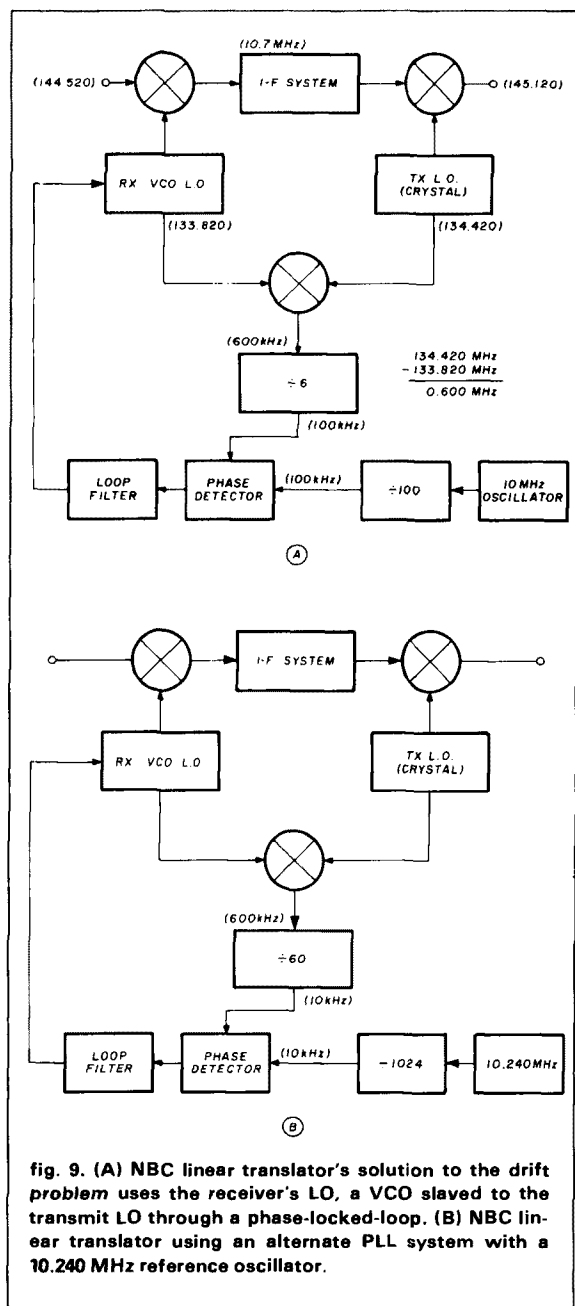 (10.7 MHz)
(144.520)
I-F SYSTEM
(145.120)
RX VCO L.O
TX L.O.
(CRYSTAL)
(133.820)
(134.420)
(600kHz)
÷6
134.420 MHz
-133.820 MHz
0.600 MHz
(100kHz)
LOOP
FILTER
PHASE
DETECTOR
(100kHz)
÷100
10 MHz
OSCILLATOR
A
I-F SYSTEM
RX VCO L.O
TX L.O.
(CRYSTAL)
(600kHz)
÷60
(10kHz)
LOOP
FILTER
PHASE
DETECTOR
(10kHz)
÷1024
10.240MHz
B
fig. 9. (A) NBC linear translator's solution to the drift
problem uses the receiver's LO, a VCO slaved to the
transmit LO through a phase-locked-loop. (B) NBC lin-
ear translator using an alternate PLL system with a
10.240 MHz reference oscillator.